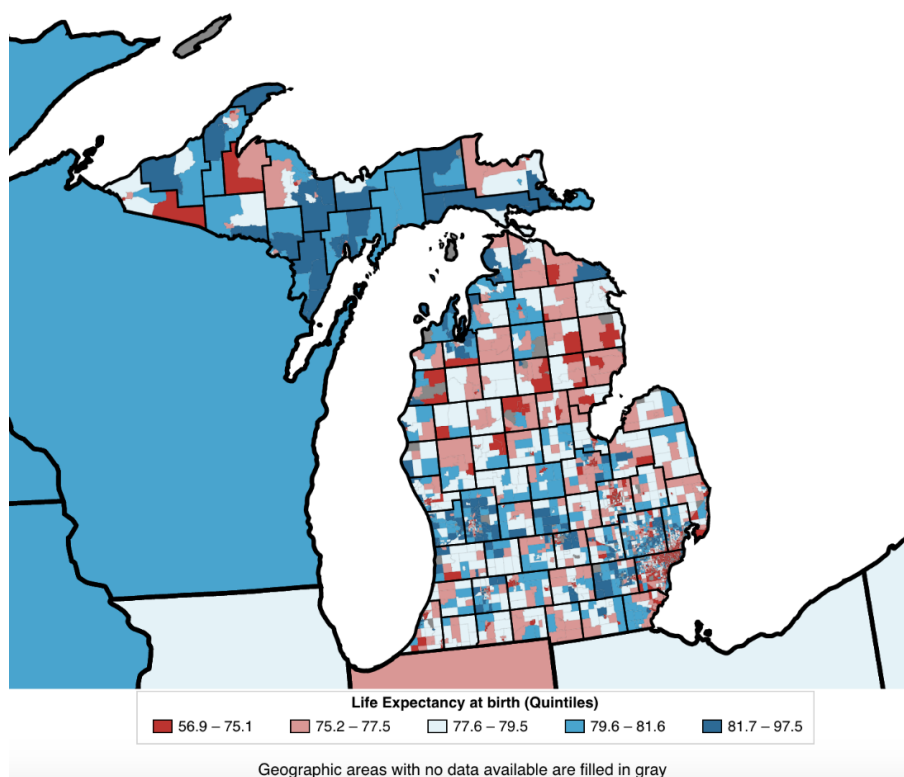 Life Expectancy at birth (Quintiles)
56.9 – 75.1 75.2 – 77.5 77.6 – 79.5 79.6 – 81.6 81.7 – 97.5
Geographic areas with no data available are filled in gray